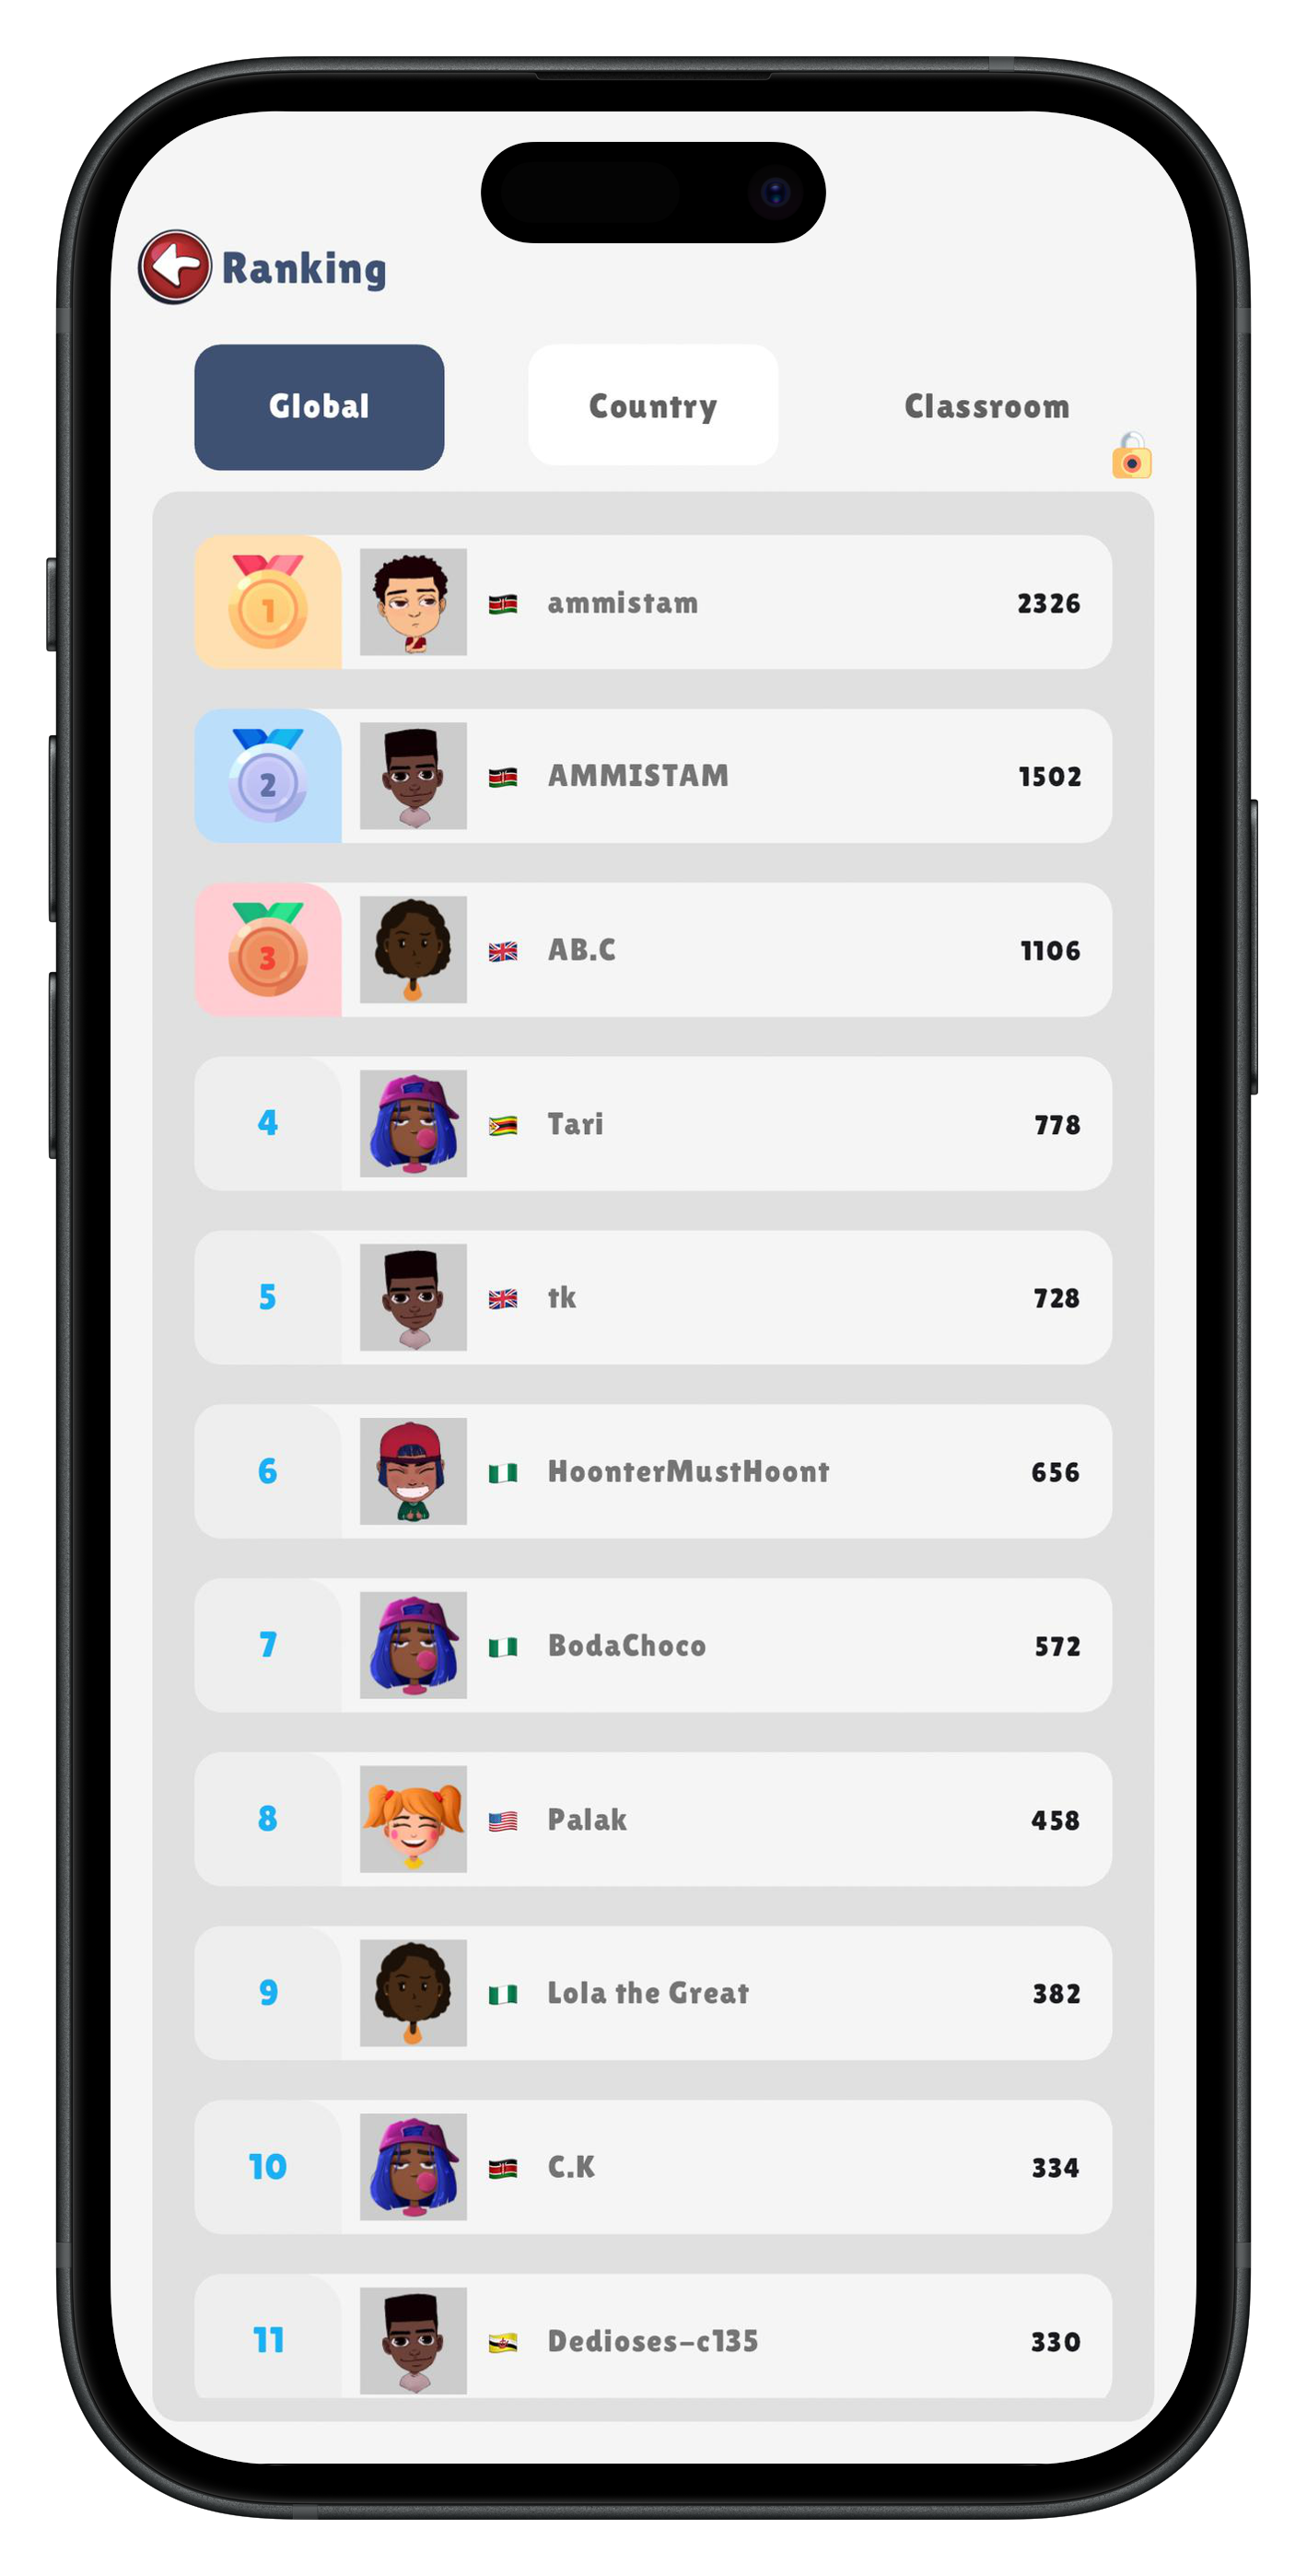 Ranking
Global Country Classroom
1 ammistam 2326
2 AMMISTAM 1502
3 AB.C 1106
4 Tari 778
5 tk 728
6 HoonterMustHoont 656
7 BodaChoco 572
8 Palak 458
9 Lola the Great 382
10 C.K 334
11 Dedioses-c135 330